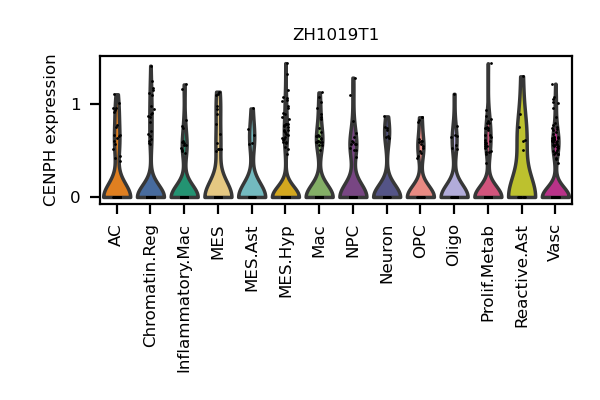 ZH1019T1
CENPH expression
1
0
AC
Chromatin.Reg
Inflammatory.Mac
MES
MES.Ast
MES.Hyp
Mac
NPC
Neuron
OPC
Oligo
Prolif.Metab
Reactive.Ast
Vasc